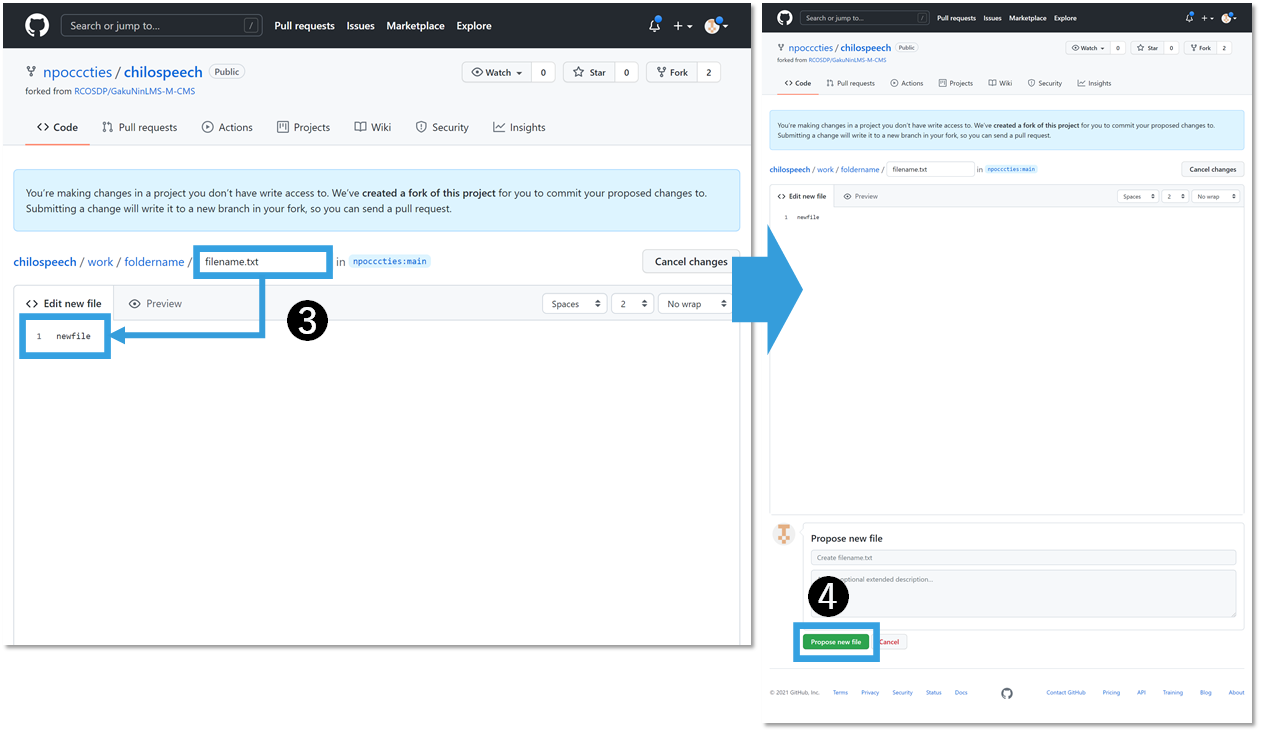 Search or jump to... /
Pull requests Issues Marketplace Explore
npocccties / chilospeech Public
Watch 0 Star 0 Fork 2
forked from RCOSDP/GakuNinLMS-M-CMS
Code Pull requests Actions Projects Wiki Security Insights
You're making changes in a project you don't have write access to. We've created a fork of this project for you to commit your proposed changes to.
Submitting a change will write it to a new branch in your fork, so you can send a pull request.
chilospeech / work / foldername / filename.txt in npocccties:main
Cancel changes
Edit new file Preview
Spaces 2 No wrap
3
1 newfile
Search or jump to... /
Pull requests Issues Marketplace Explore
npocccties / chilospeech Public
Watch 0 Star 0 Fork 2
forked from RCOSDP/GakuNinLMS-M-CMS
Code Pull requests Actions Projects Wiki Security Insights
You're making changes in a project you don't have write access to. We've created a fork of this project for you to commit your proposed changes to.
Submitting a change will write it to a new branch in your fork, so you can send a pull request.
chilospeech / work / foldername / filename.txt in npocccties:main
Cancel changes
Edit new file Preview
Spaces 2 No wrap
1 newfile
Propose new file
Create filename.txt
optional extended description...
4
Propose new file Cancel
© 2021 GitHub, Inc. Terms Privacy Security Status Docs Contact GitHub Pricing API Training Blog About